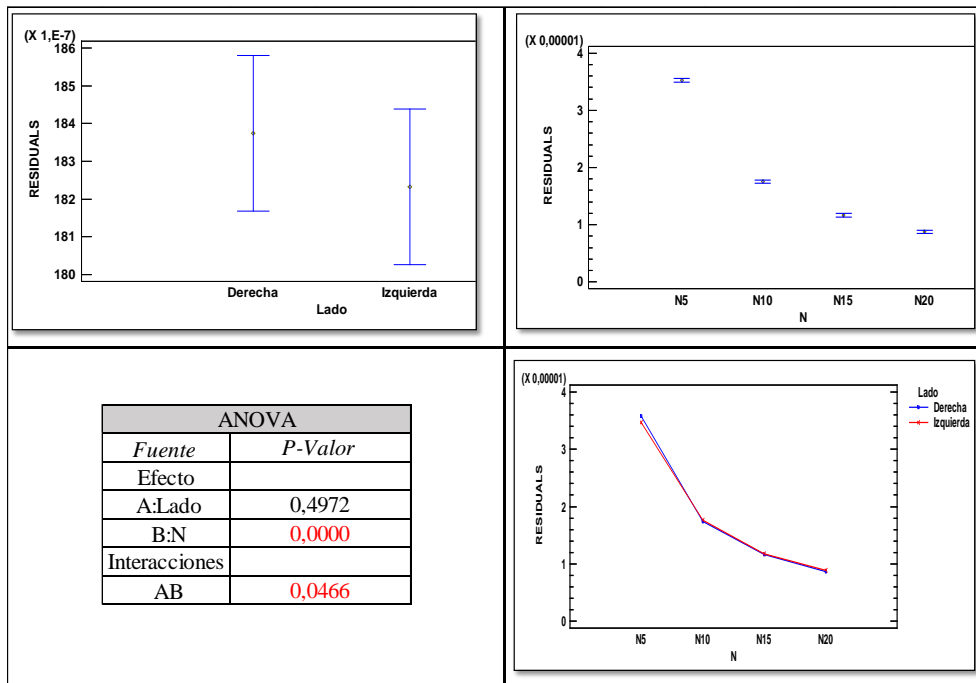 (X 1,E-7)
186
185
184
183
182
181
180
RESIDUALS
Derecha Izquierda
Lado
(X 0,00001)
4
3
2
1
0
RESIDUALS
N5 N10 N15 N20
N
ANOVA
Fuente P-Valor
Efecto
A:Lado 0,4972
B:N 0,0000
Interacciones
AB 0,0466
(X 0,00001)
4
3
2
1
0
RESIDUALS
N5 N10 N15 N20
N
Lado
Derecha
Izquierda